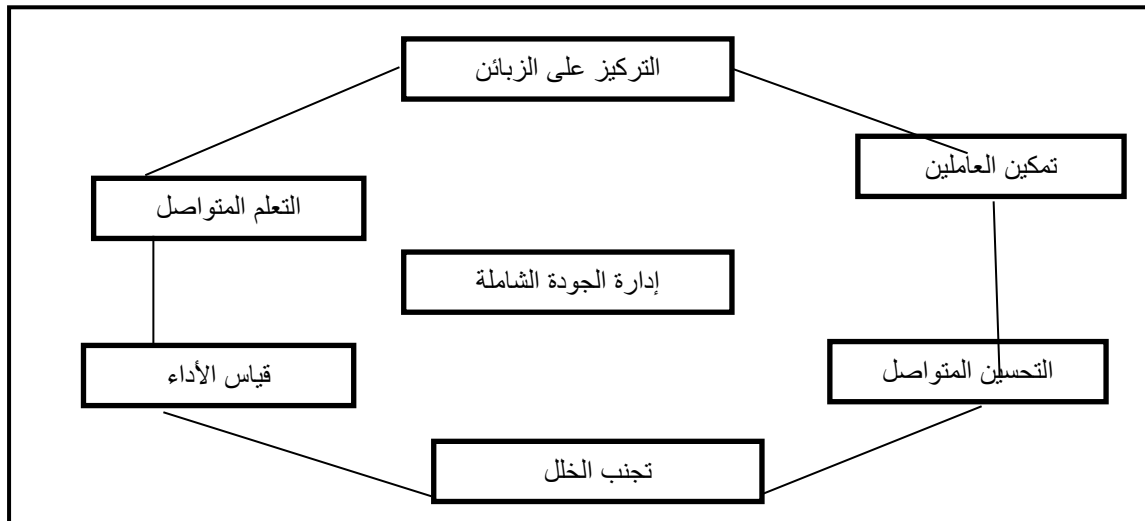 التركيز على الزبائن
تمكين العاملين
التعلم المتواصل
إدارة الجودة الشاملة
التحسين المتواصل
قياس الأداء
تجنب الخلل